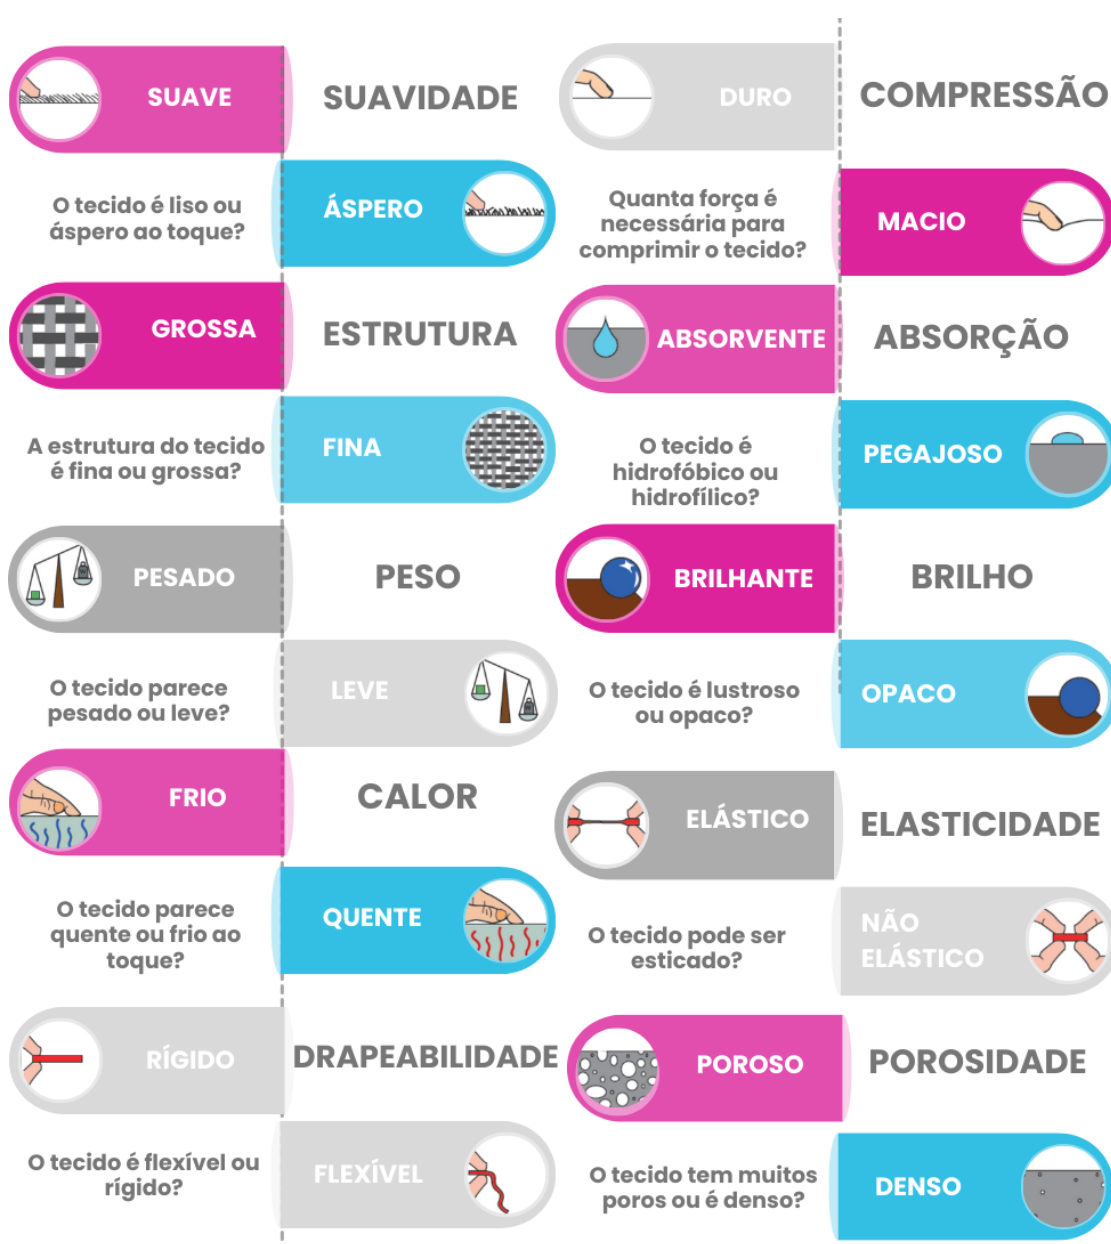 SUAVE
SUAVIDADE
O tecido é liso ou
áspero ao toque?
ÁSPERO
GROSSA
ESTRUTURA
A estrutura do tecido
é fina ou grossa?
FINA
PESADO
PESO
O tecido parece
pesado ou leve?
LEVE
FRIO
CALOR
O tecido parece
quente ou frio ao
toque?
QUENTE
RÍGIDO
DRAPEABILIDADE
O tecido é flexível ou
rígido?
FLEXÍVEL
DURO
COMPRESSÃO
Quanta força é
necessária para
comprimir o tecido?
MACIO
ABSORVENTE
ABSORÇÃO
O tecido é
hidrofóbico ou
hidrofílico?
PEGAJOSO
BRILHANTE
BRILHO
O tecido é lustroso
ou opaco?
OPACO
ELÁSTICO
ELASTICIDADE
O tecido pode ser
esticado?
NÃO
ELÁSTICO
POROSO
POROSIDADE
O tecido tem muitos
poros ou é denso?
DENSO